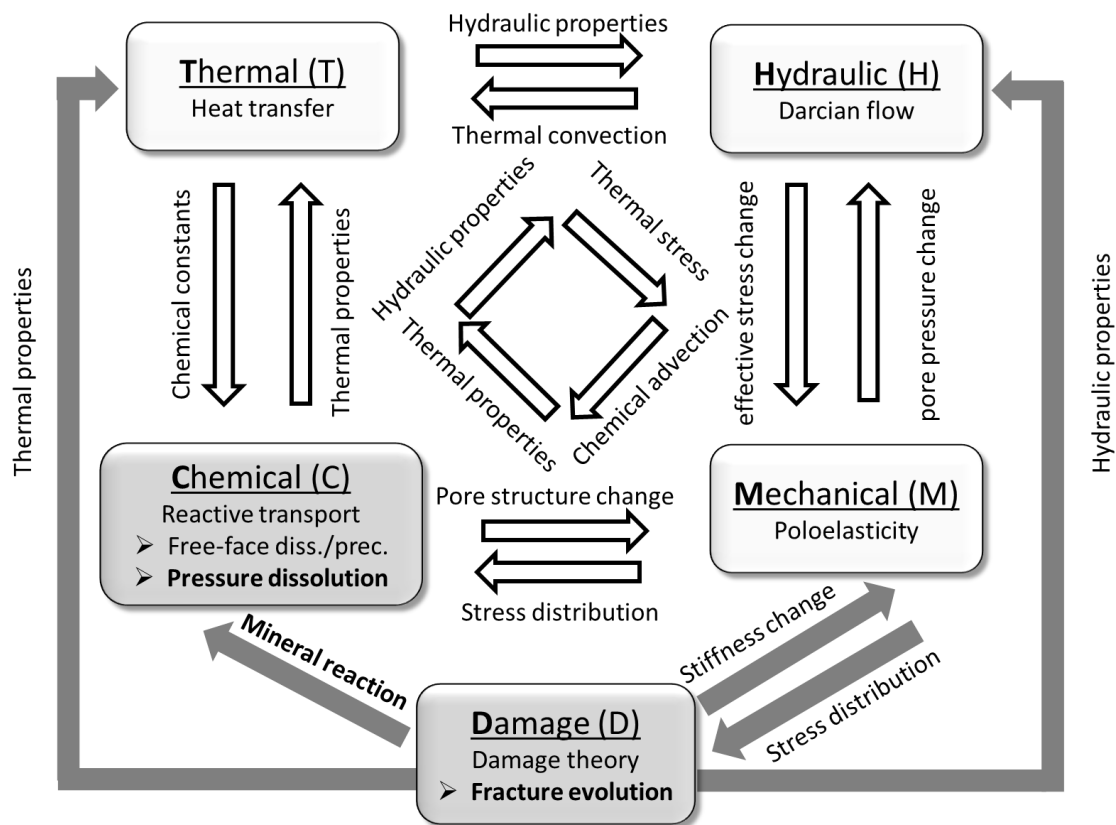 Hydraulic properties
Thermal (T)
Heat transfer
Hydraulic (H)
Darcian flow
Thermal convection
Hydraulic properties
Thermal stress
Chemical constants
Thermal properties
effective stress change
pore pressure change
Thermal properties
Hydraulic properties
Thermal properties
Chemical advection
Chemical (C)
Reactive transport
➢ Free-face diss./prec.
➢ Pressure dissolution
Pore structure change
Stress distribution
Mechanical (M)
Poloelasticity
Mineral reaction
Stiffness change
Stress distribution
Damage (D)
Damage theory
➢ Fracture evolution